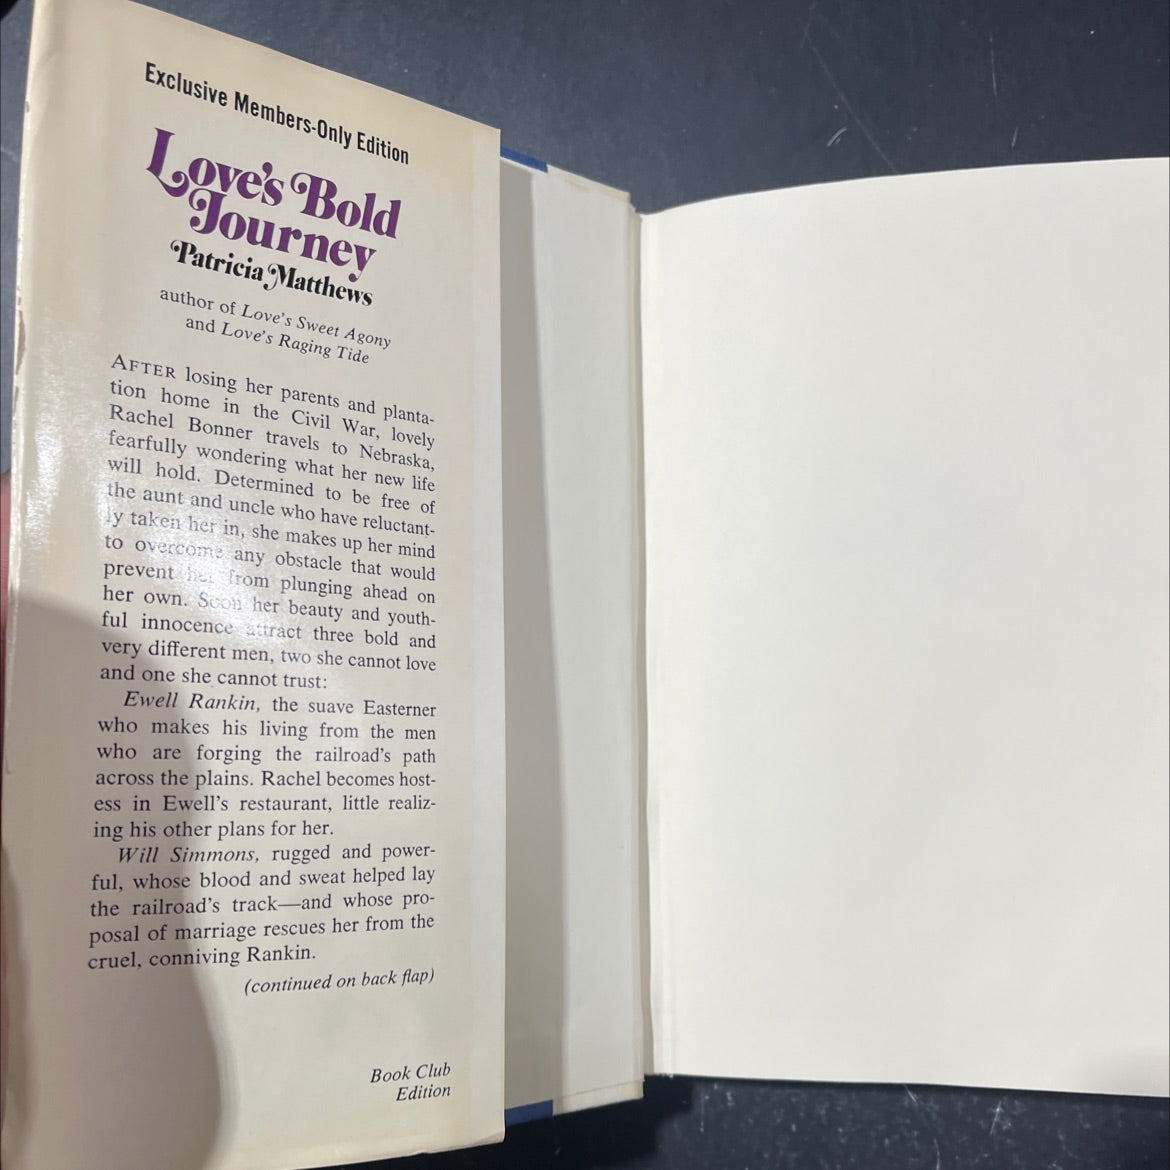 Exclusive Members-Only Edition
Love's Bold
Journey
Patricia Matthews
author of Love's Sweet Agony
and Love's Raging Tide
AFTER losing her parents and planta-
tion home in the Civil War, lovely
Rachel Bonner travels to Nebraska,
fearfully wondering what her new life
will hold. Determined to be free of
the aunt and uncle who have reluctant-
ly taken her in, she makes up her mind
to overcome any obstacle that would
prevent her from plunging ahead on
her own. Soon her beauty and youth-
ful innocence attract three bold and
very different men, two she cannot love
and one she cannot trust:
Ewell Rankin, the suave Easterner
who makes his living from the men
who are forging the railroad's path
across the plains. Rachel becomes host-
ess in Ewell's restaurant, little realiz-
ing his other plans for her.
Will Simmons, rugged and power-
ful, whose blood and sweat helped lay
the railroad's track—and whose pro-
posal of marriage rescues her from the
cruel, conniving Rankin.
(continued on back flap)
Book Club
Edition